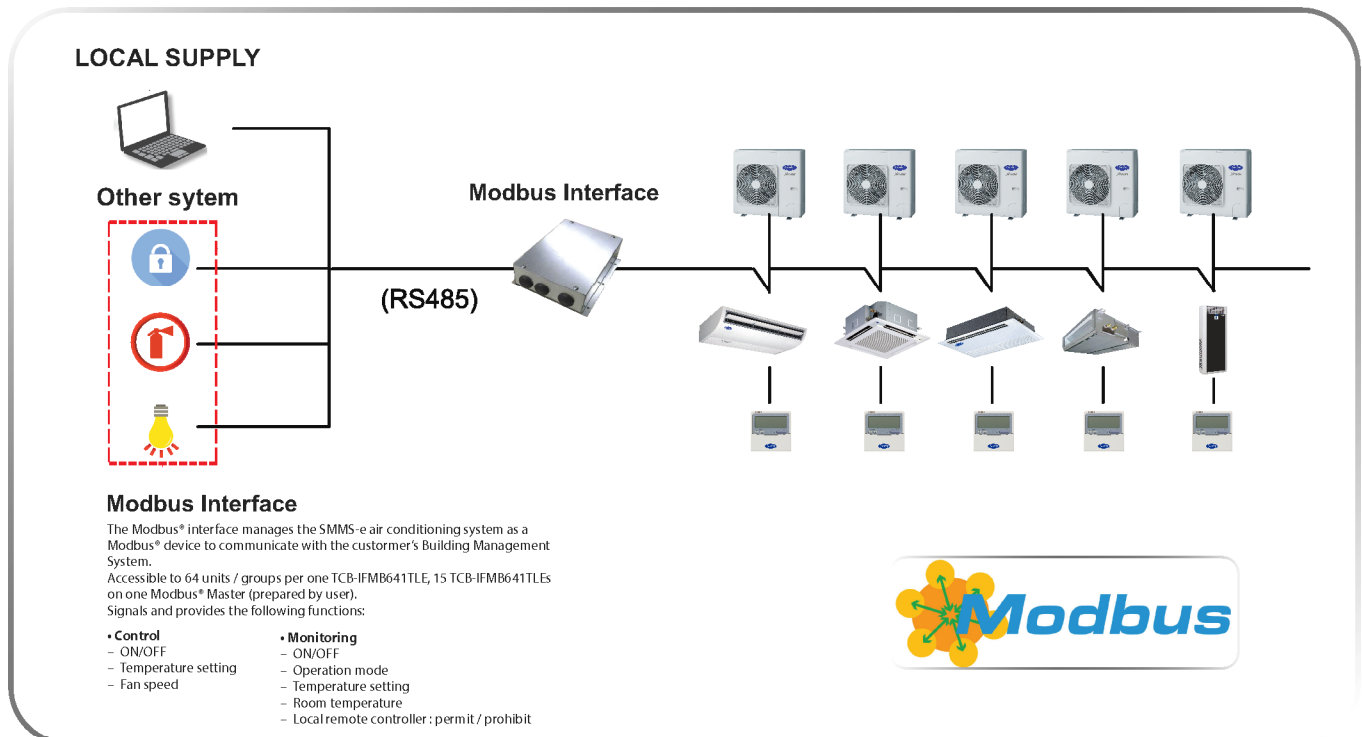 LOCAL SUPPLY
Other sytem
Modbus Interface
(RS485)
Modbus Interface
The Modbus® interface manages the SMMS-e air conditioning system as a
Modbus® device to communicate with the custormer's Building Management
System.
Accessible to 64 units / groups per one TCB-IFMB641TLE, 15 TCB-IFMB641TLEs
on one Modbus® Master (prepared by user).
Signals and provides the following functions:
• Control
– ON/OFF
– Temperature setting
– Fan speed
• Monitoring
– ON/OFF
– Operation mode
– Temperature setting
– Room temperature
– Local remote controller : permit / prohibit
Modbus